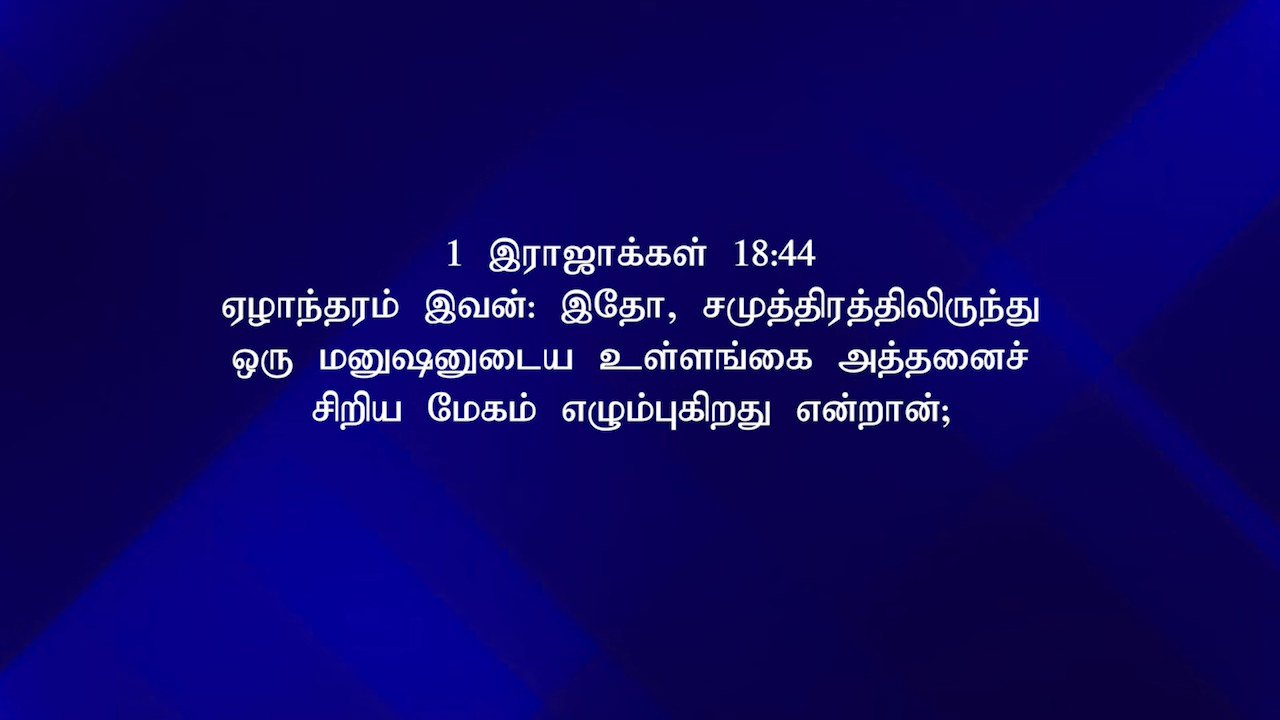 1 இராஜாக்கள் 18:44
ஏழாந்தரம் இவன்: இதோ, சமுத்திரத்திலிருந்து
ஒரு மனுஷனுடைய உள்ளங்கை அத்தனைச்
சிறிய மேகம் எழும்புகிறது என்றான்;